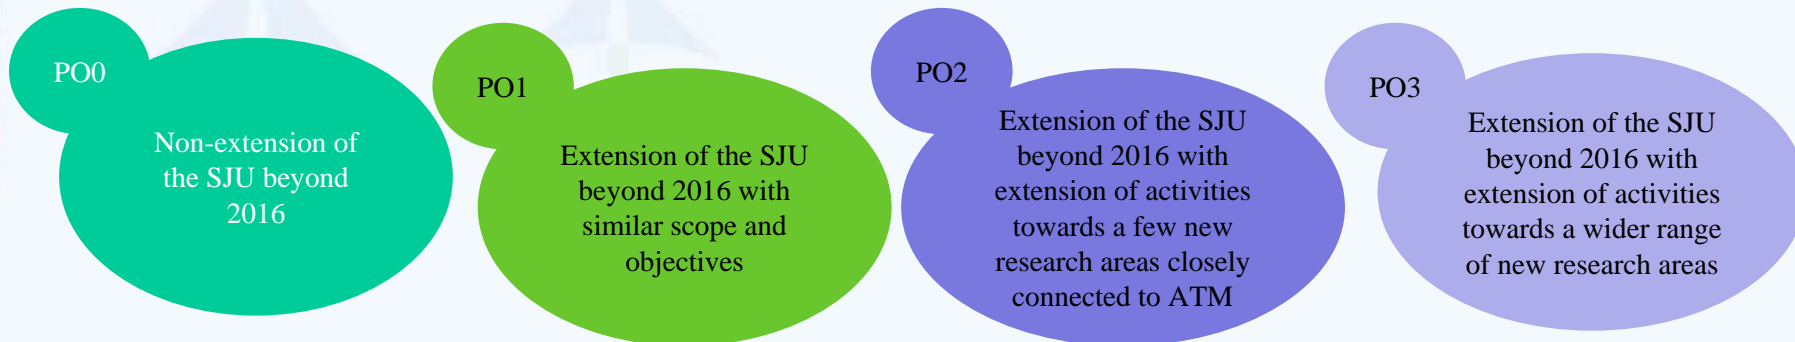 PO0
Non-extension of
the SJU beyond
2016
PO1
Extension of the SJU
beyond 2016 with
similar scope and
objectives
PO2
Extension of the SJU
beyond 2016 with
extension of activities
towards a few new
research areas closely
connected to ATM
PO3
Extension of the SJU
beyond 2016 with
extension of activities
towards a wider range
of new research areas